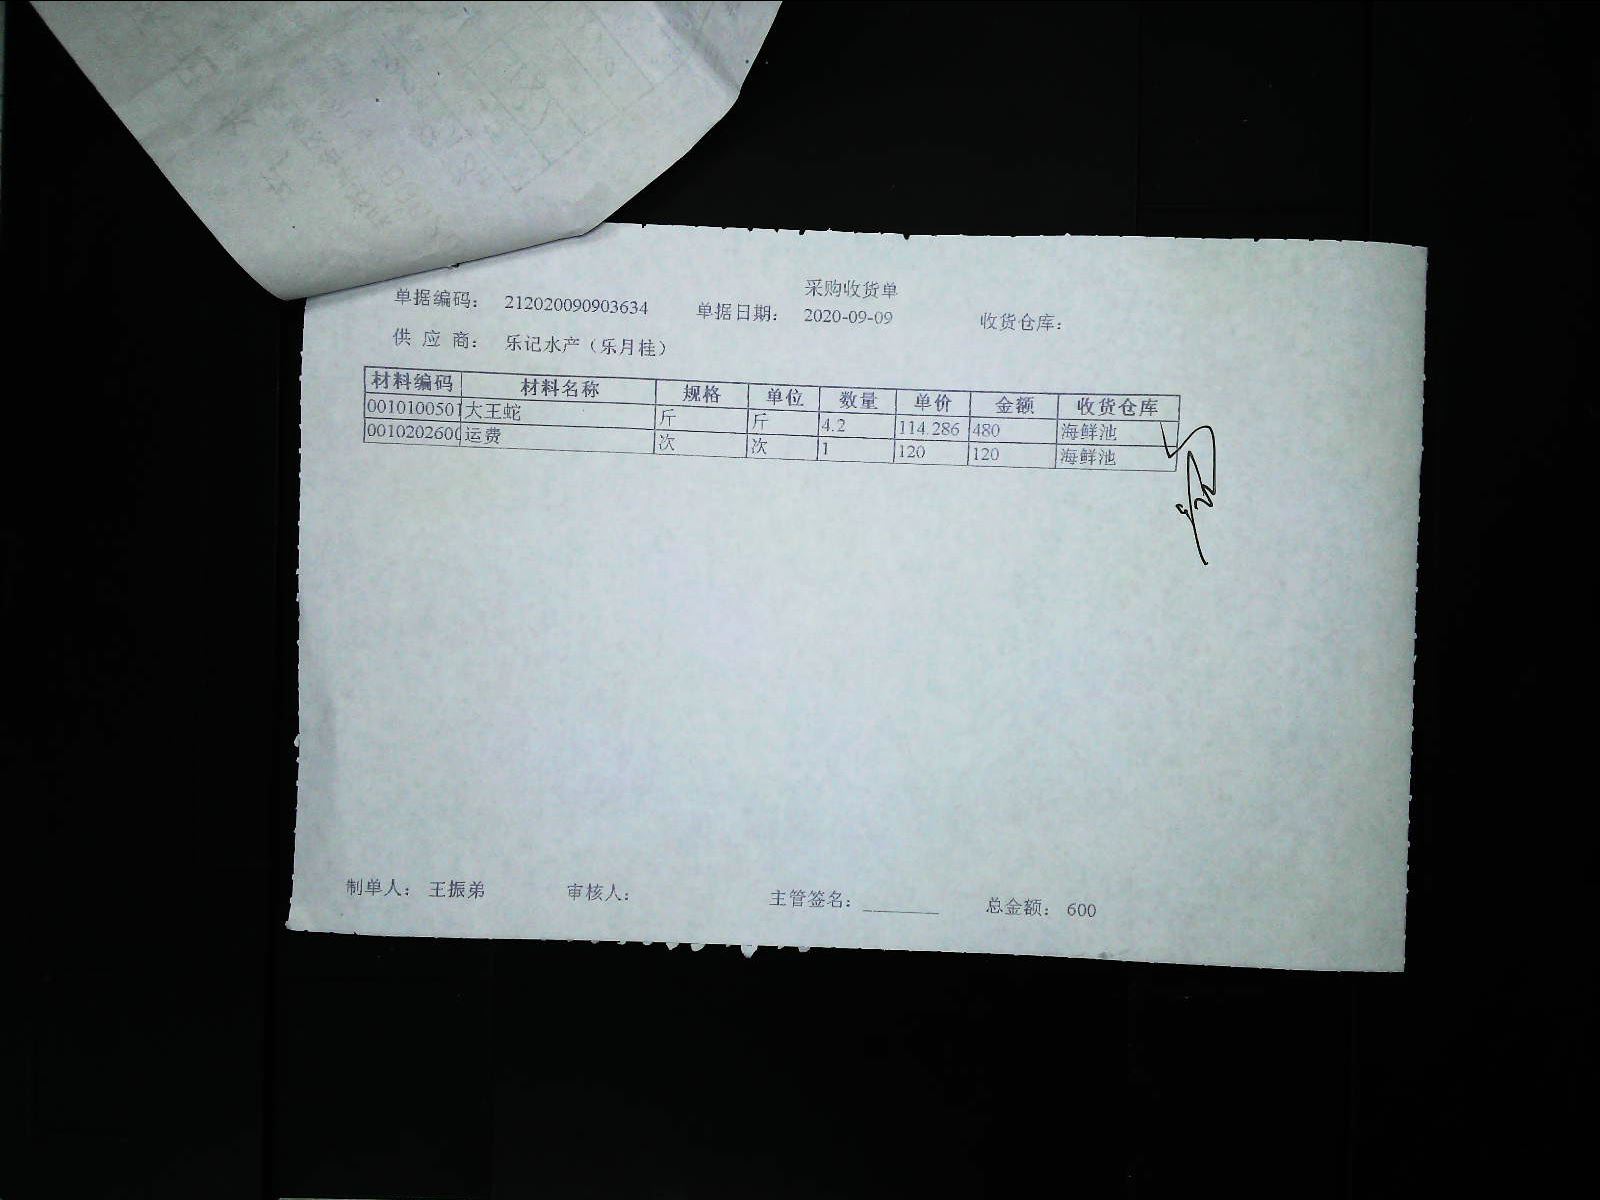 采购收货单
单据编码： 212020090903634 单据日期： 2020-09-09 收货仓库：
供 应 商： 乐记水产（乐月桂）
材料编码 材料名称 规格 单位 数量 单价 金额 收货仓库
0010100501 大王蛇 斤 斤 4.2 114.286 480 海鲜池
001020260 运费 次 次 1 120 120 海鲜池
制单人： 王振弟 审核人： 主管签名：________ 总金额： 600